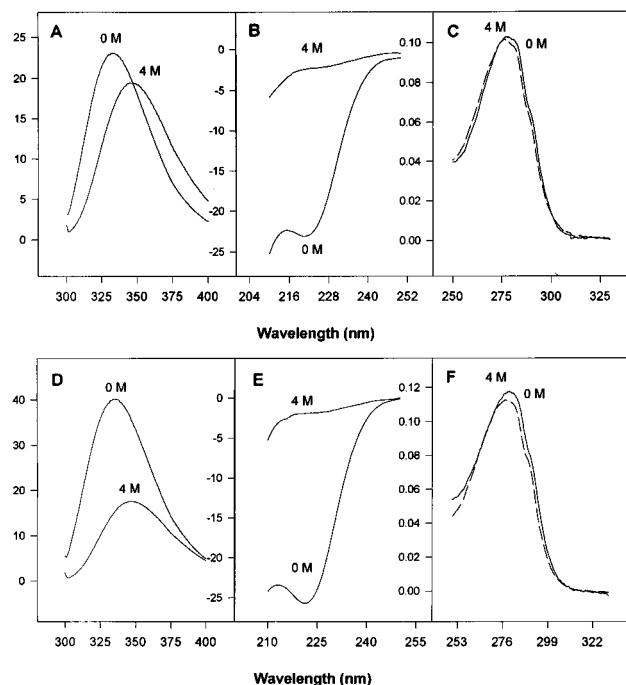 A
0 M
4 M
25
20
15
10
5
0
300 325 350 375 400
B
4 M
0 M
0
-5
-10
-15
-20
-25
204 216 228 240 252
C
4 M
0 M
0.10
0.08
0.06
0.04
0.02
0.00
250 275 300 325
Wavelength (nm)
D
0 M
4 M
40
30
20
10
0
300 325 350 375 400
E
4 M
0 M
0
-5
-10
-15
-20
-25
210 225 240 255
F
4 M
0 M
0.12
0.10
0.08
0.06
0.04
0.02
0.00
253 276 299 322
Wavelength (nm)